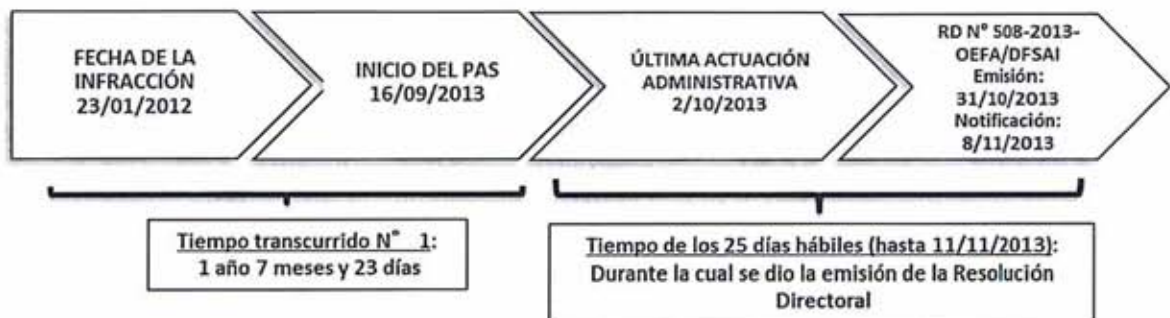 FECHA DE LA
INFRACCIÓN
23/01/2012
INICIO DEL PAS
16/09/2013
ÚLTIMA ACTUACIÓN
ADMINISTRATIVA
2/10/2013
RD N° 508-2013-
OEFA/DFSAI
Emisión:
31/10/2013
Notificación:
8/11/2013
Tiempo transcurrido N° 1:
1 año 7 meses y 23 días
Tiempo de los 25 días hábiles (hasta 11/11/2013):
Durante la cual se dio la emisión de la Resolución
Directoral